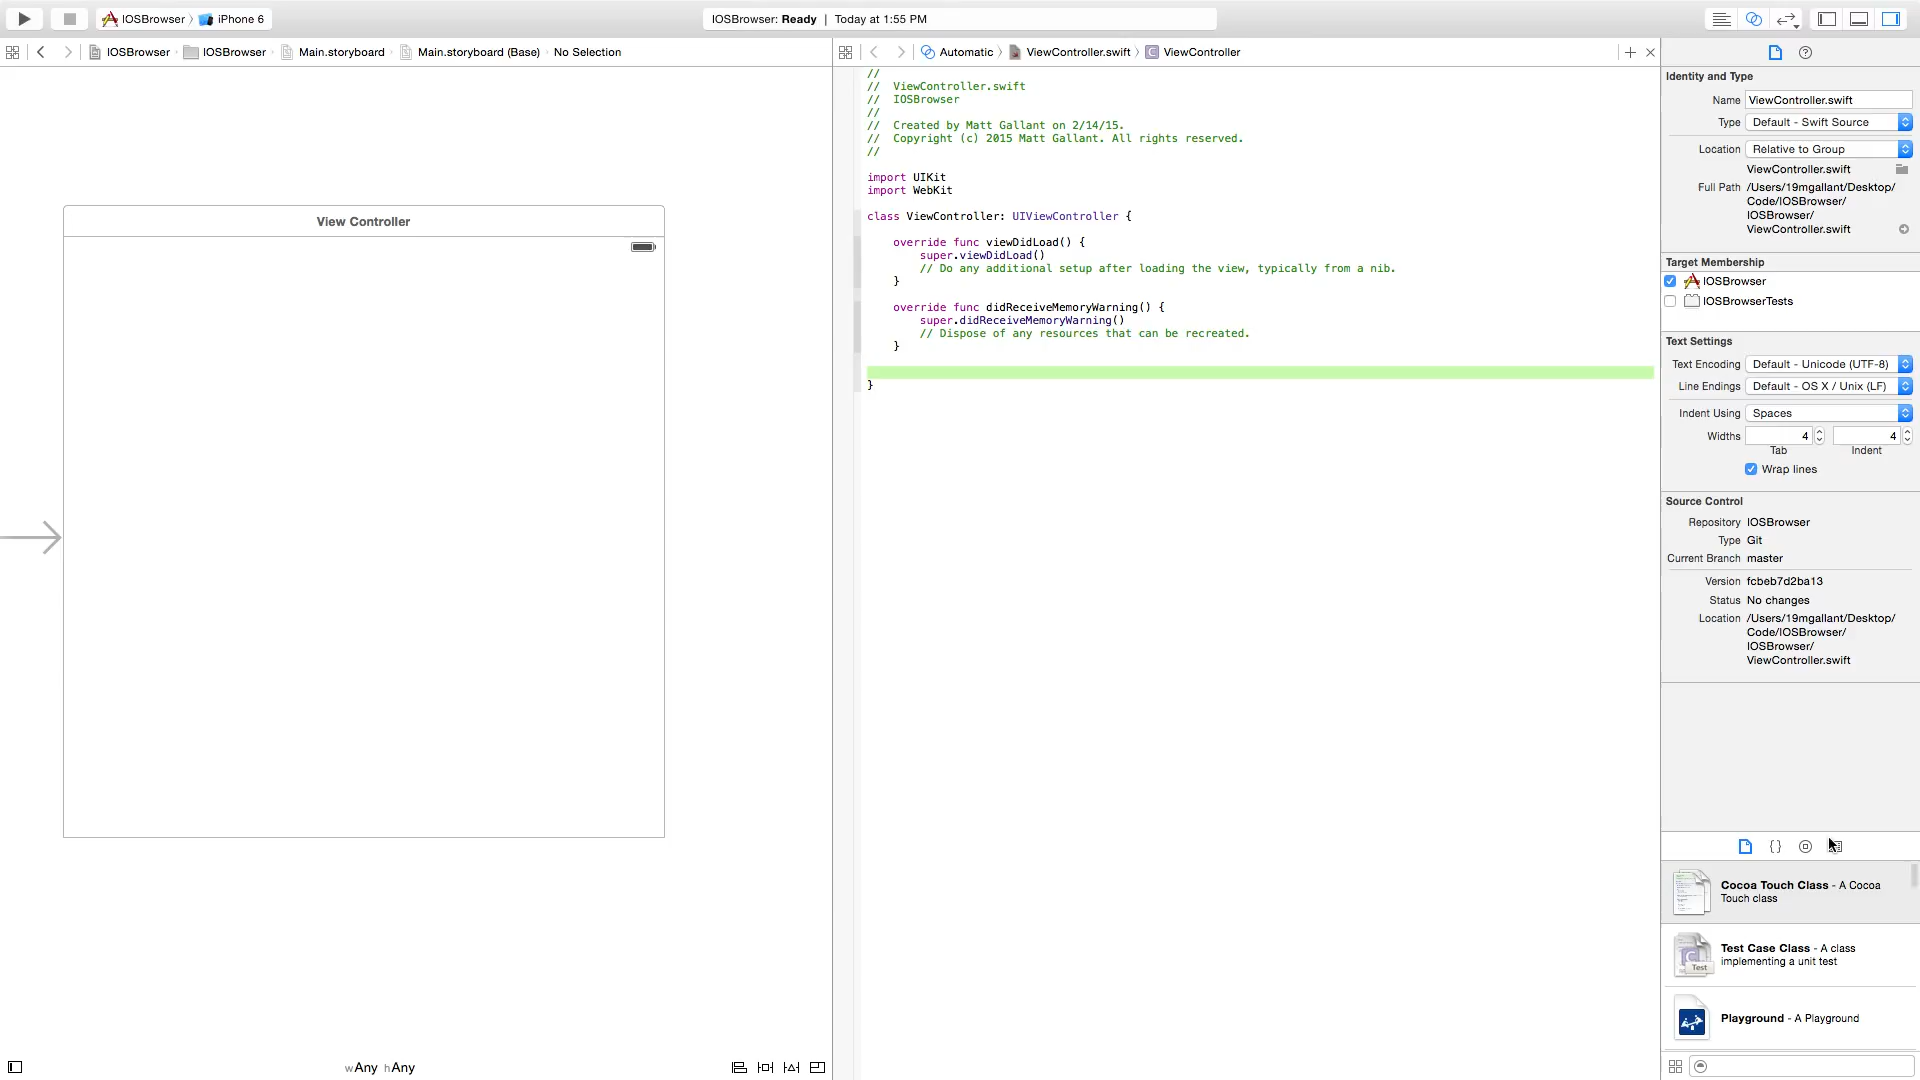 IOSBrowser iPhone 6
IOSBrowser: Ready | Today at 1:55 PM
IOSBrowser IOSBrowser Main.storyboard Main.storyboard (Base) No Selection
Automatic ViewController.swift ViewController
View Controller
wAny hAny
//
// ViewController.swift
// IOSBrowser
//
// Created by Matt Gallant on 2/14/15.
// Copyright (c) 2015 Matt Gallant. All rights reserved.
//
import UIKit
import WebKit
class ViewController: UIViewController {
override func viewDidLoad() {
super.viewDidLoad()
// Do any additional setup after loading the view, typically from a nib.
}
override func didReceiveMemoryWarning() {
super.didReceiveMemoryWarning()
// Dispose of any resources that can be recreated.
}
}
Identity and Type
Name ViewController.swift
Type Default - Swift Source
Location Relative to Group
ViewController.swift
Full Path /Users/19mgallant/Desktop/
Code/IOSBrowser/
IOSBrowser/
ViewController.swift
Target Membership
IOSBrowser
IOSBrowserTests
Text Settings
Text Encoding Default - Unicode (UTF-8)
Line Endings Default - OS X / Unix (LF)
Indent Using Spaces
Widths 4 4
Tab Indent
Wrap lines
Source Control
Repository IOSBrowser
Type Git
Current Branch master
Version fcbeb7d2ba13
Status No changes
Location /Users/19mgallant/Desktop/
Code/IOSBrowser/
IOSBrowser/
ViewController.swift
{}
Cocoa Touch Class - A Cocoa
Touch class
Test
Test Case Class - A class
implementing a unit test
Playground - A Playground